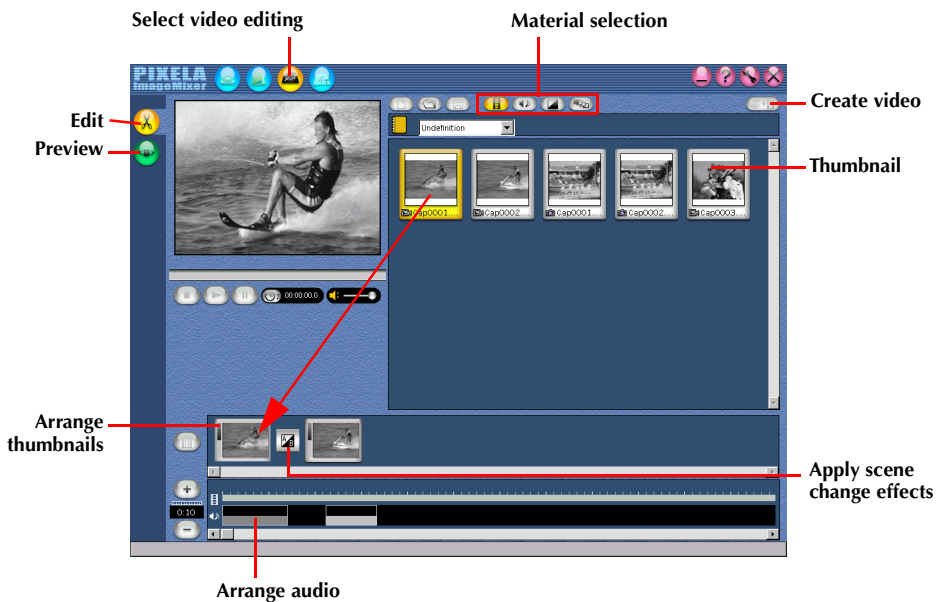 Select video editing
Material selection
PIXELA
ImageMixer
Create video
Edit
Undefinition
Preview
Thumbnail
Cap0001....
Cap0002....
Cap0001....
Cap0002....
Cap0003....
00:00:00.0
Arrange
thumbnails
A
B
Apply scene
change effects
0:10
Arrange audio